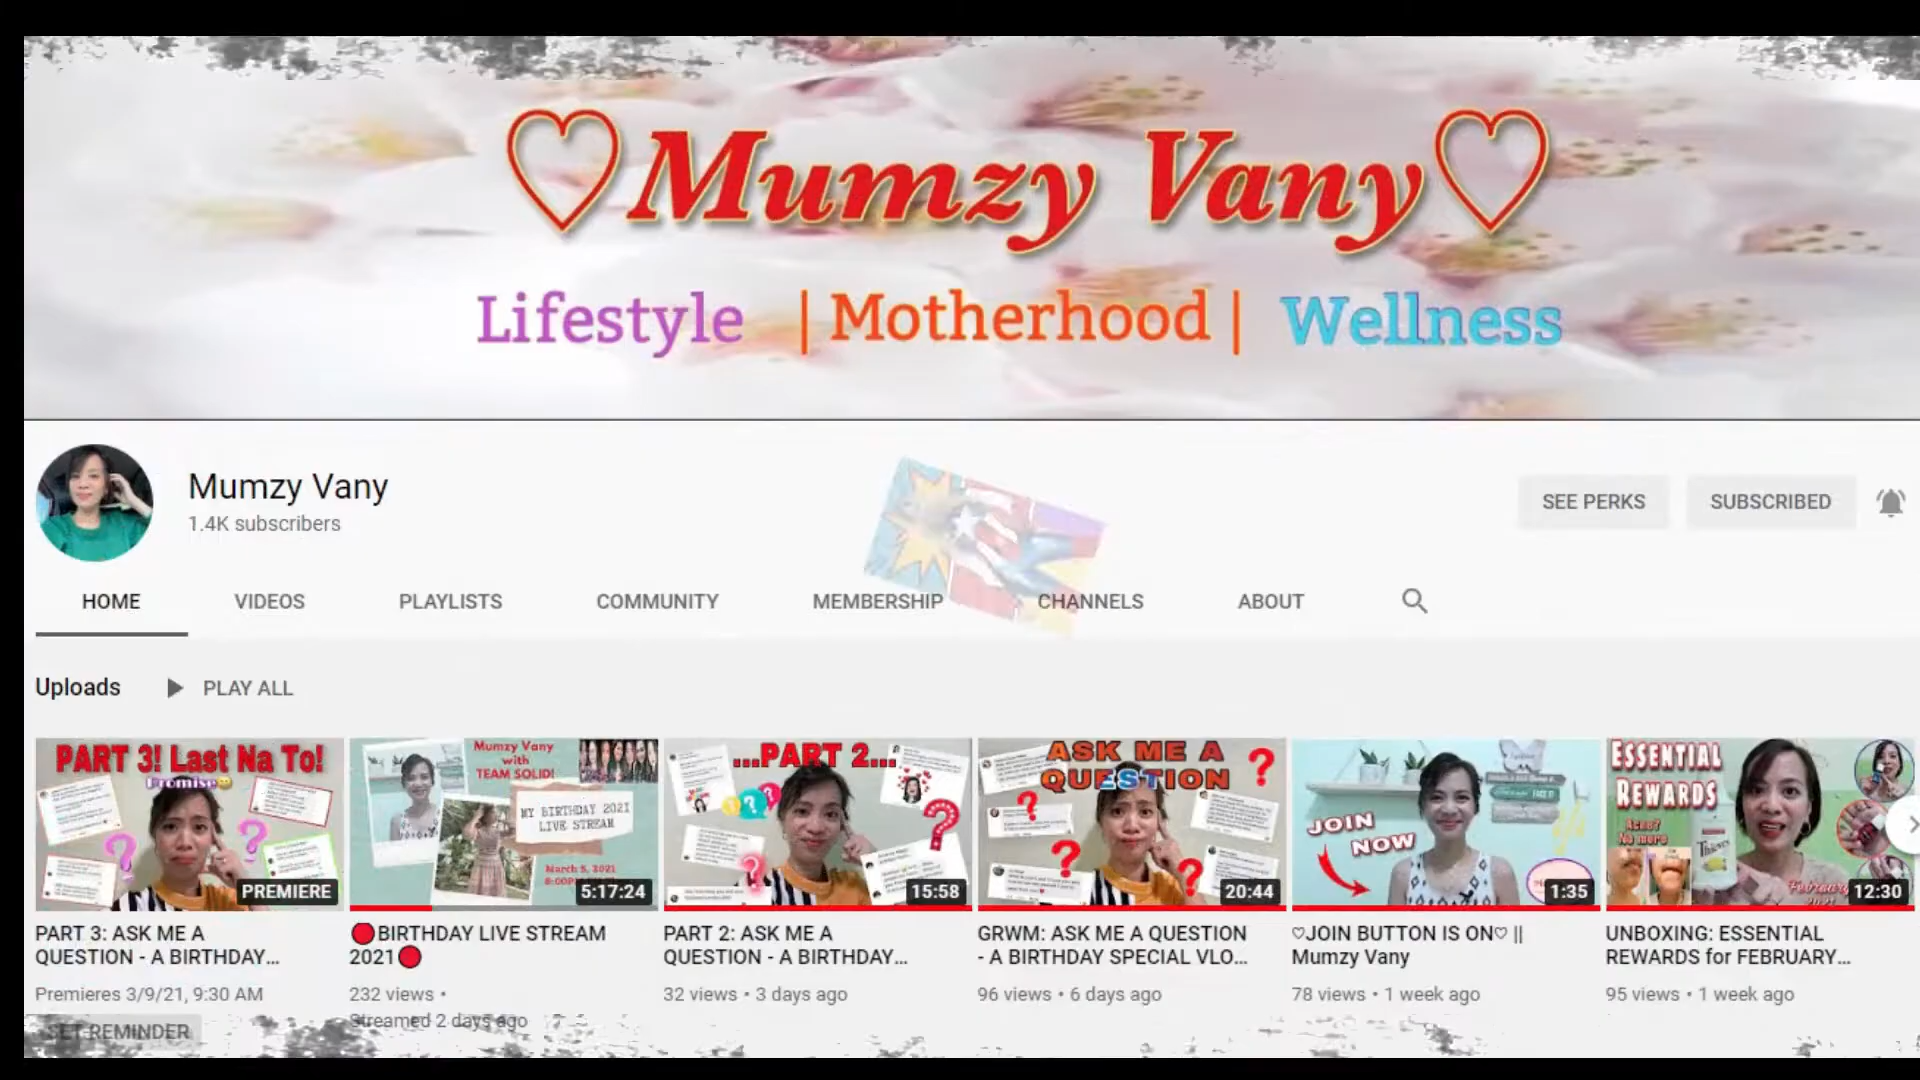 ♡Mumzy Vany♡
Lifestyle | Motherhood | Wellness
Mumzy Vany
1.4K subscribers
SEE PERKS
SUBSCRIBED
HOME
VIDEOS
PLAYLISTS
COMMUNITY
MEMBERSHIP
CHANNELS
ABOUT
Uploads
PLAY ALL
PART 3! Last Na To!
Promise
PREMIERE
PART 3: ASK ME A
QUESTION - A BIRTHDAY...
Premieres 3/9/21, 9:30 AM
SET REMINDER
Mumzy Vany
with
TEAM SOLID!
MY BIRTHDAY 2021
LIVE STREAM
March 5, 2021
5:17:24
🔴BIRTHDAY LIVE STREAM
2021🔴
232 views •
Streamed 2 days ago
...PART 2...
15:58
PART 2: ASK ME A
QUESTION - A BIRTHDAY...
32 views • 3 days ago
ASK ME A
QUESTION
20:44
GRWM: ASK ME A QUESTION
- A BIRTHDAY SPECIAL VLO...
96 views • 6 days ago
JOIN
NOW
1:35
♡JOIN BUTTON IS ON♡ ||
Mumzy Vany
78 views • 1 week ago
ESSENTIAL
REWARDS
Acne?
No more
THIEVES
February
2021
12:30
UNBOXING: ESSENTIAL
REWARDS for FEBRUARY...
95 views • 1 week ago